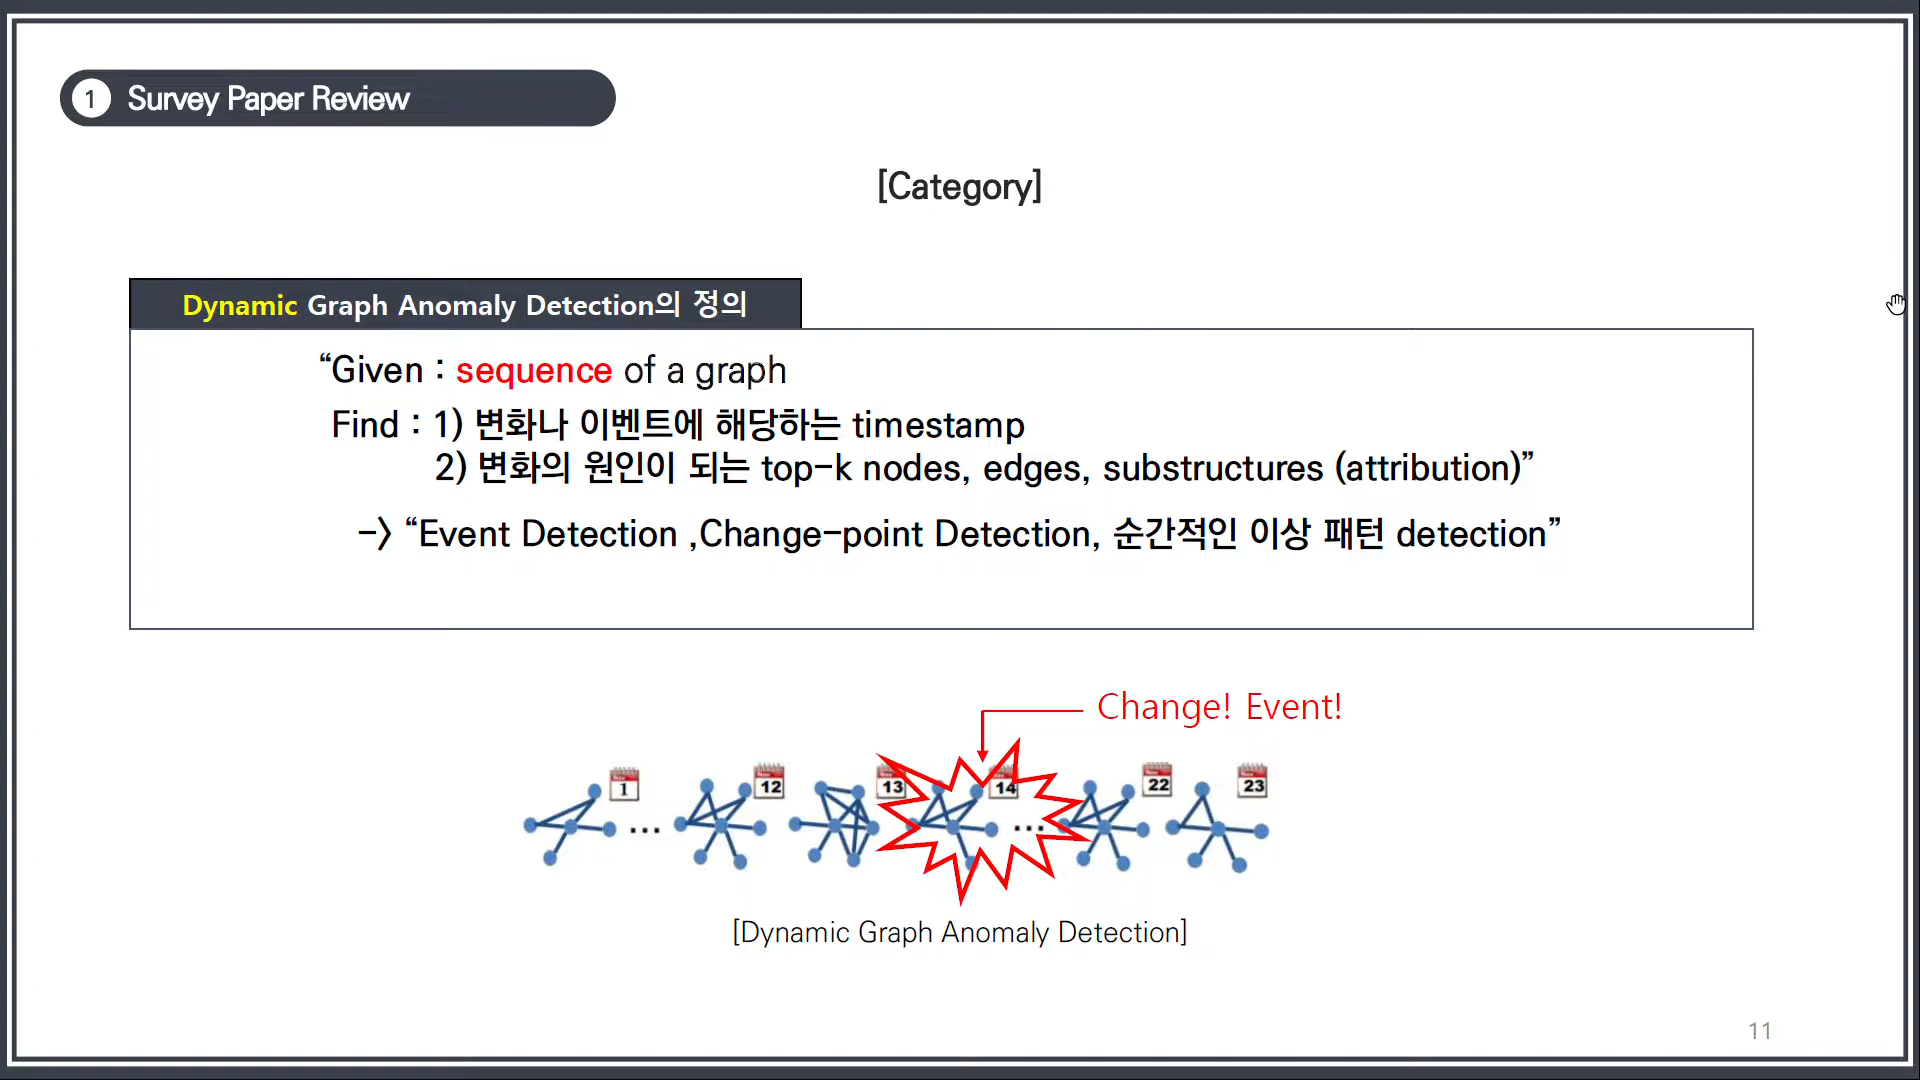 1 Survey Paper Review
[Category]
Dynamic Graph Anomaly Detection의 정의
“Given : sequence of a graph
Find : 1) 변화나 이벤트에 해당하는 timestamp
2) 변화의 원인이 되는 top-k nodes, edges, substructures (attribution)”
-> “Event Detection ,Change-point Detection, 순간적인 이상 패턴 detection”
Change! Event!
1 ... 12 13 14 ... 22 23
[Dynamic Graph Anomaly Detection]
11